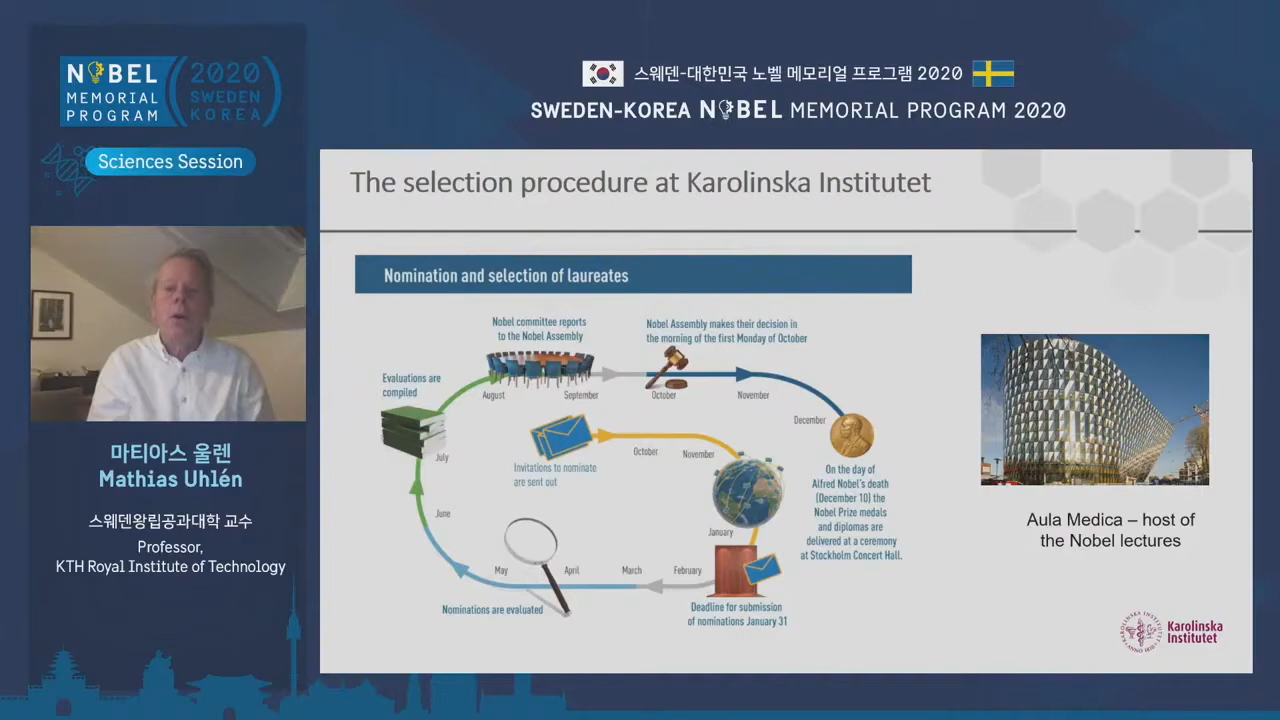 NOBEL
MEMORIAL
PROGRAM
2020
SWEDEN
KOREA
Sciences Session
스웨덴-대한민국 노벨 메모리얼 프로그램 2020
SWEDEN-KOREA NOBEL MEMORIAL PROGRAM 2020
마티아스 울렌
Mathias Uhlén
스웨덴왕립공과대학 교수
Professor,
KTH Royal Institute of Technology
The selection procedure at Karolinska Institutet
Nomination and selection of laureates
Nobel committee reports
to the Nobel Assembly
Nobel Assembly makes their decision in
the morning of the first Monday of October
Evaluations are
compiled
August
September
October
November
December
July
Invitations to nominate
are sent out
October
November
On the day of
Alfred Nobel's death
(December 10) the
Nobel Prize medals
and diplomas are
delivered at a ceremony
at Stockholm Concert Hall.
June
January
May
April
March
February
Nominations are evaluated
Deadline for submission
of nominations January 31
Aula Medica – host of
the Nobel lectures
Karolinska
Institutet